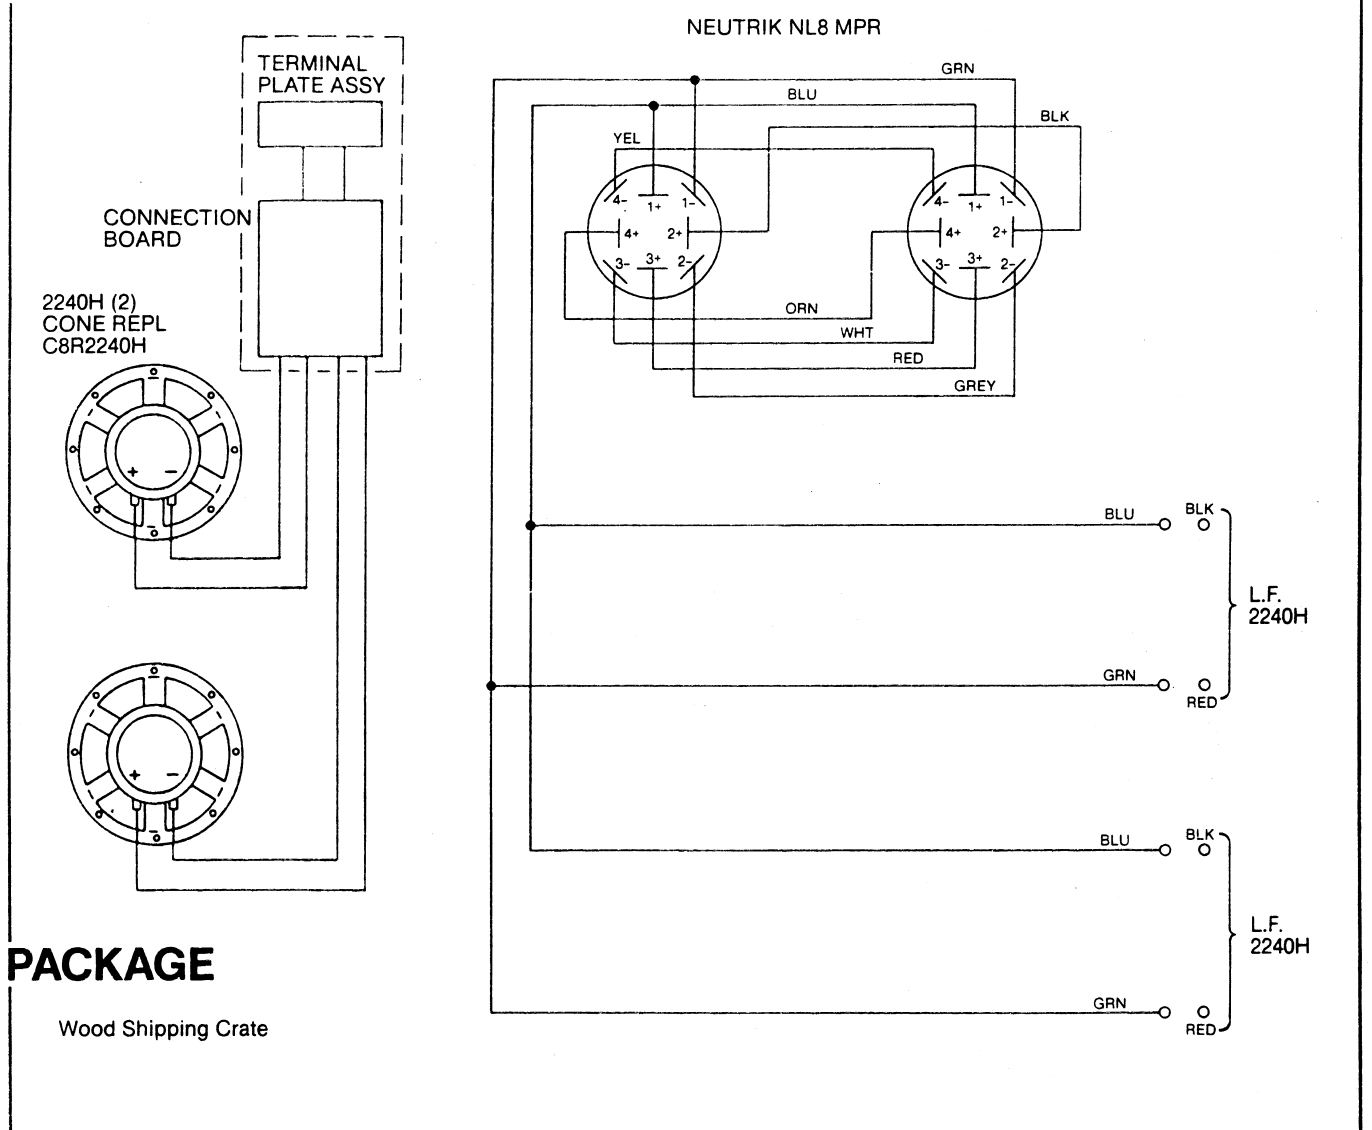 NEUTRIK NL8 MPR
TERMINAL
PLATE ASSY
CONNECTION
BOARD
2240H (2)
CONE REPL
C8R2240H
+ −
+ −
GRN
BLU
BLK
YEL
4− 1+ 1−
4+ 2+
3− 3+ 2−
4− 1+ 1−
4+ 2+
3− 3+ 2−
ORN
WHT
RED
GREY
BLU
BLK
L.F.
2240H
GRN
RED
BLU
BLK
L.F.
2240H
GRN
RED
PACKAGE
Wood Shipping Crate